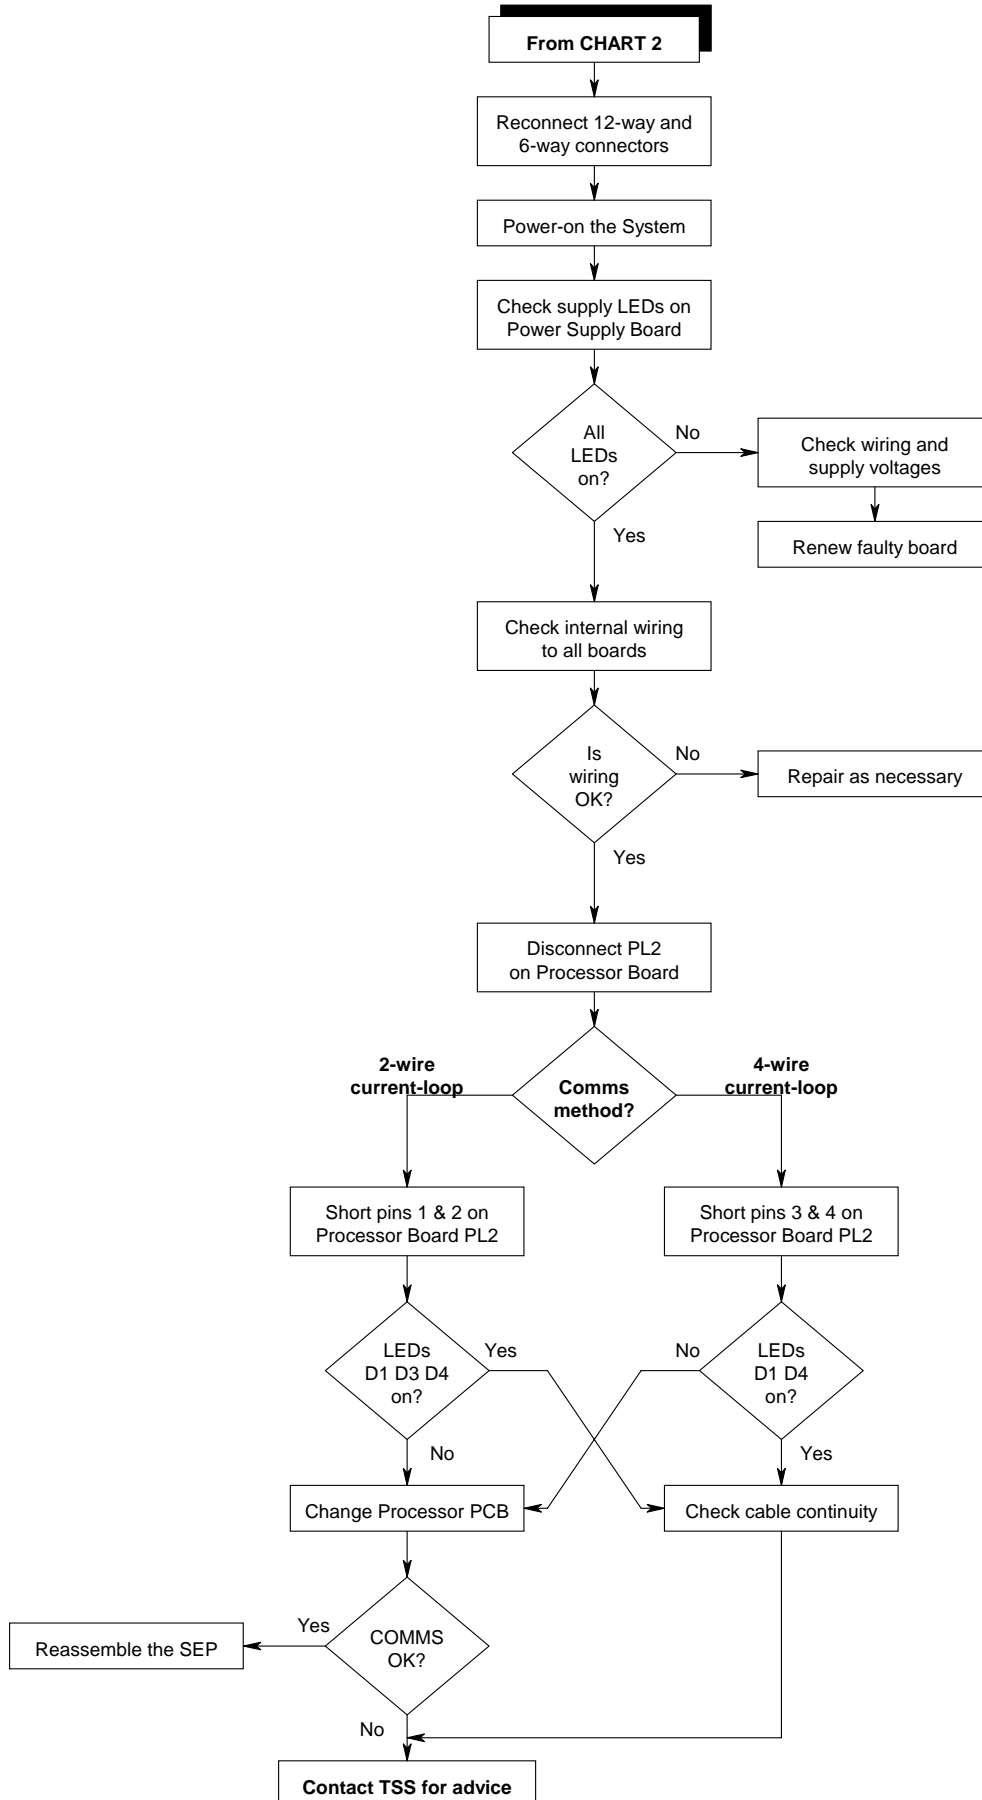 From CHART 2
Reconnect 12-way and
6-way connectors
Power-on the System
Check supply LEDs on
Power Supply Board
All
LEDs
on?
No
Check wiring and
supply voltages
Yes
Renew faulty board
Check internal wiring
to all boards
Is
wiring
OK?
No
Repair as necessary
Yes
Disconnect PL2
on Processor Board
2-wire
current-loop
Comms
method?
4-wire
current-loop
Short pins 1 & 2 on
Processor Board PL2
Short pins 3 & 4 on
Processor Board PL2
LEDs
D1 D3 D4
on?
Yes
No
LEDs
D1 D4
on?
No
Yes
Change Processor PCB
Check cable continuity
COMMS
OK?
Yes
Reassemble the SEP
No
Contact TSS for advice